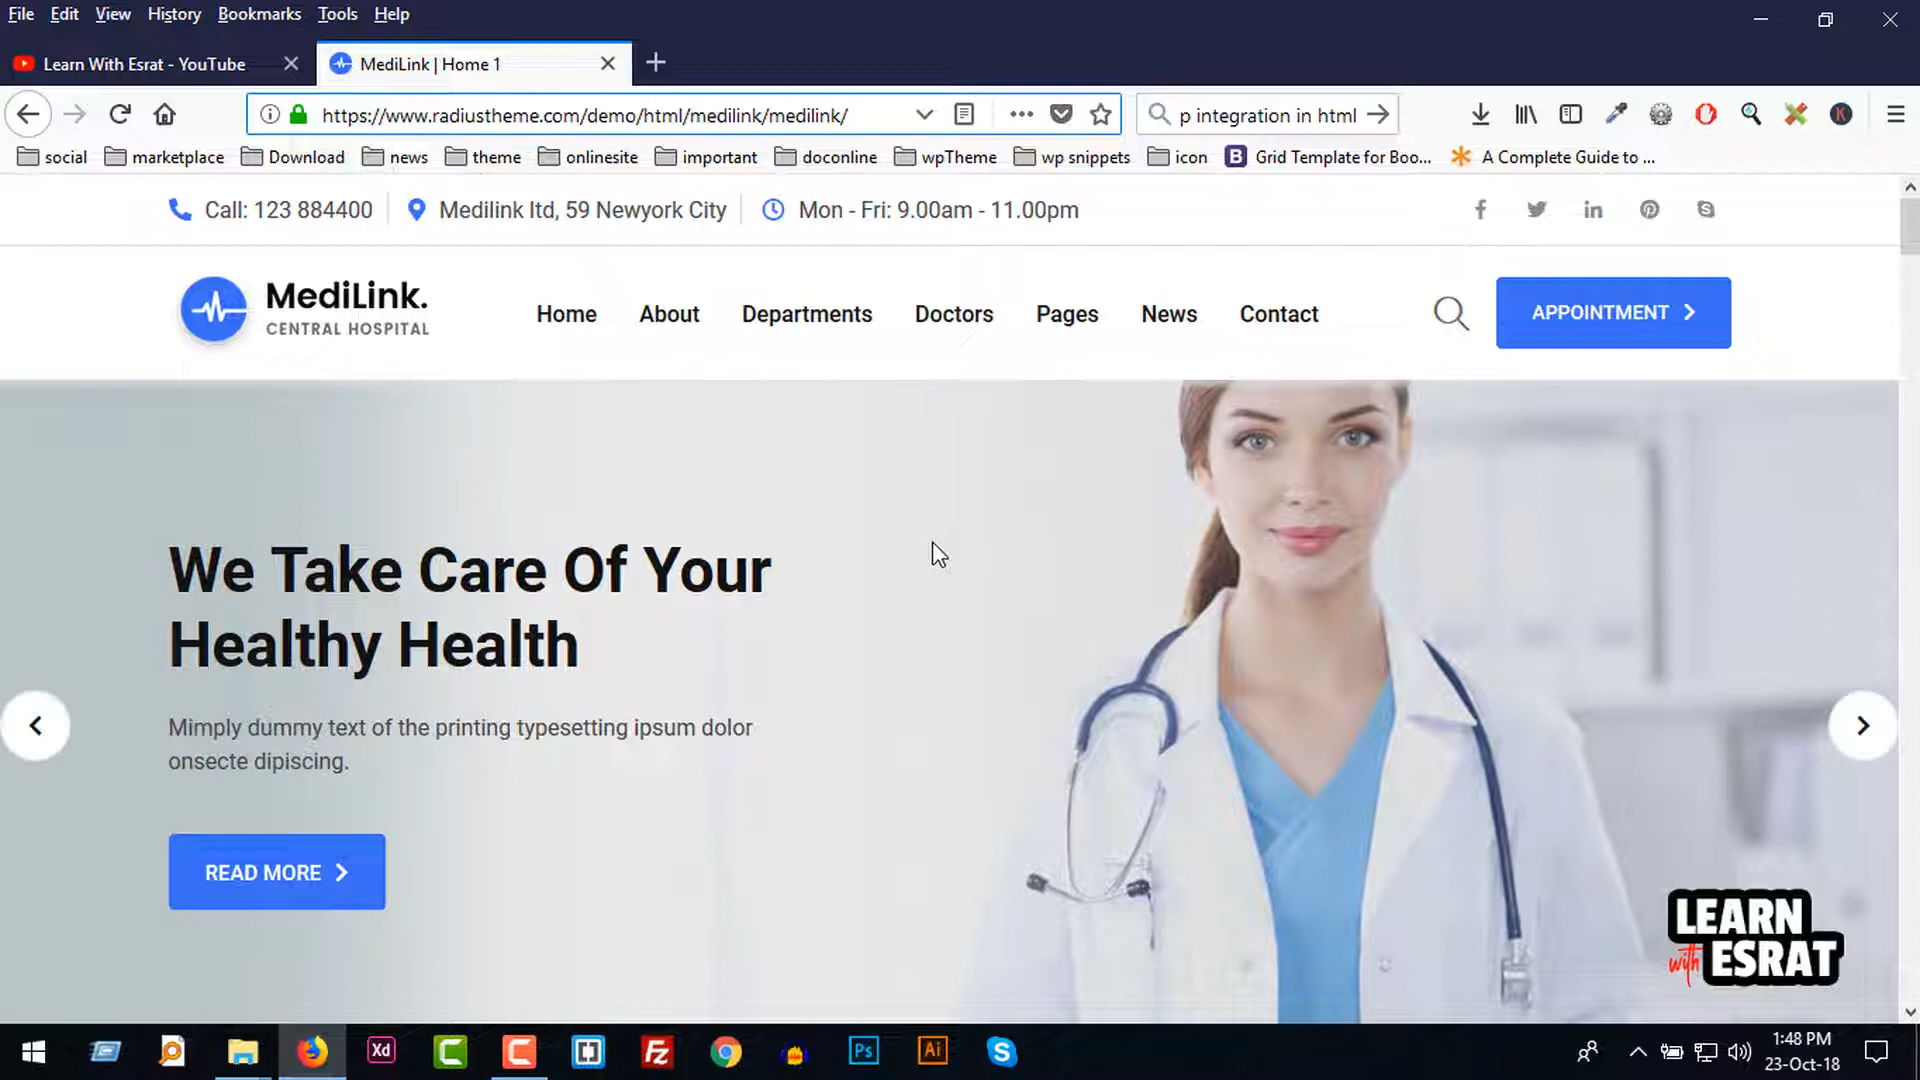 File Edit View History Bookmarks Tools Help
Learn With Esrat - YouTube
MediLink | Home 1
https://www.radiustheme.com/demo/html/medilink/medilink/
p integration in html
social marketplace Download news theme onlinesite important doconline wpTheme wp snippets icon Grid Template for Boo... A Complete Guide to ...
Call: 123 884400 Medilink ltd, 59 Newyork City Mon - Fri: 9.00am - 11.00pm
MediLink.
CENTRAL HOSPITAL
Home About Departments Doctors Pages News Contact
APPOINTMENT
We Take Care Of Your
Healthy Health
Mimply dummy text of the printing typesetting ipsum dolor
onsecte dipiscing.
READ MORE
LEARN
with ESRAT
Xd
Fz
Ps
Ai
1:48 PM
23-Oct-18